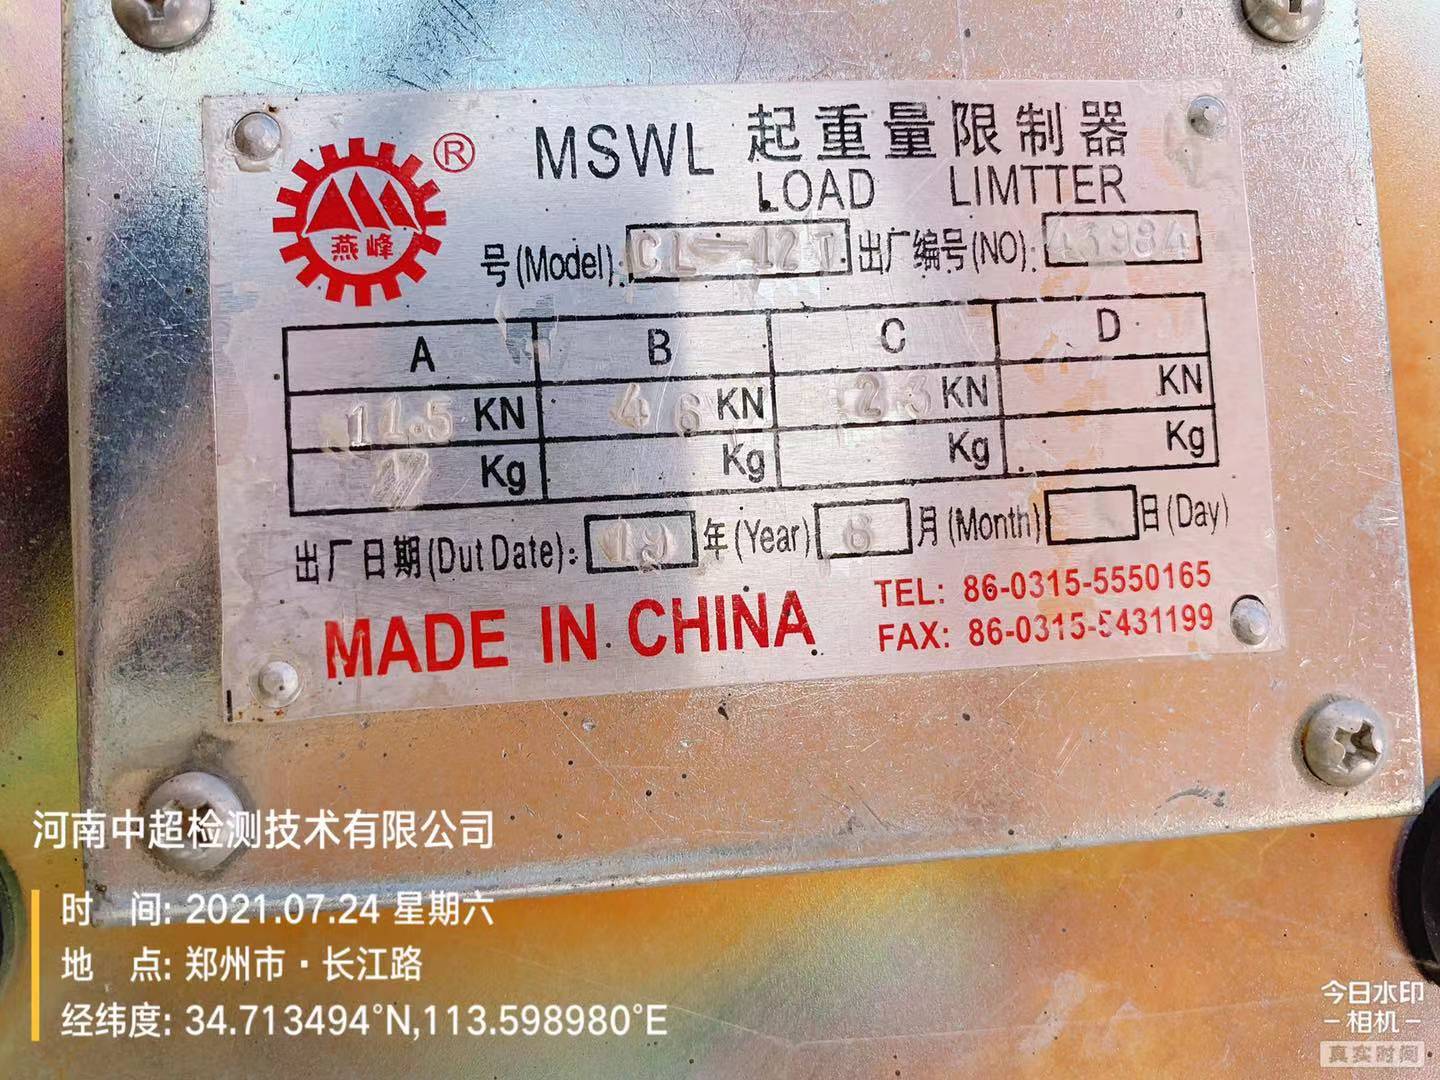 燕峰 ®
MSWL 起重量限制器
LOAD LIMTTER
号(Model): CL-12T 出厂编号(NO): 43984
A B C D
11.5 KN 46 KN 23 KN KN
Kg Kg Kg Kg
出厂日期(Dut Date): 19 年(Year) 6 月(Month) 日(Day)
MADE IN CHINA
TEL: 86-0315-5550165
FAX: 86-0315-5431199
河南中超检测技术有限公司
时 间: 2021.07.24 星期六
地 点: 郑州市·长江路
经纬度: 34.713494°N,113.598980°E
今日水印
-相机-
真实时间